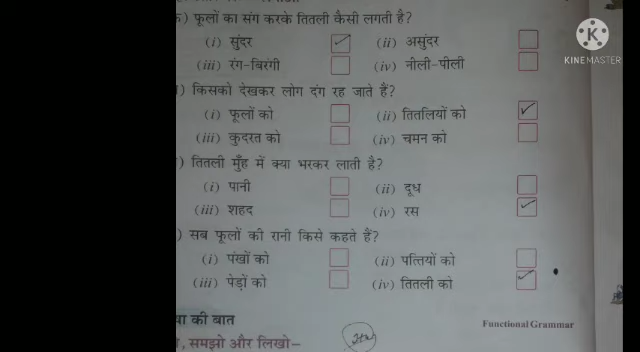 ) फूलों का संग करके तितली कैसी लगती है?
(i) सुंदर (ii) असुंदर
(iii) रंग-बिरंगी (iv) नीली-पीली
) किसको देखकर लोग दंग रह जाते हैं?
(i) फूलों को (ii) तितलियों को
(iii) कुदरत को (iv) चमन को
) तितली मुँह में क्या भरकर लाती है?
(i) पानी (ii) दूध
(iii) शहद (iv) रस
) सब फूलों की रानी किसे कहते हैं?
(i) पंखों को (ii) पत्तियों को
(iii) पेड़ों को (iv) तितली को
की बात
Functional Grammar
, समझो और लिखो–
K
KINEMASTER